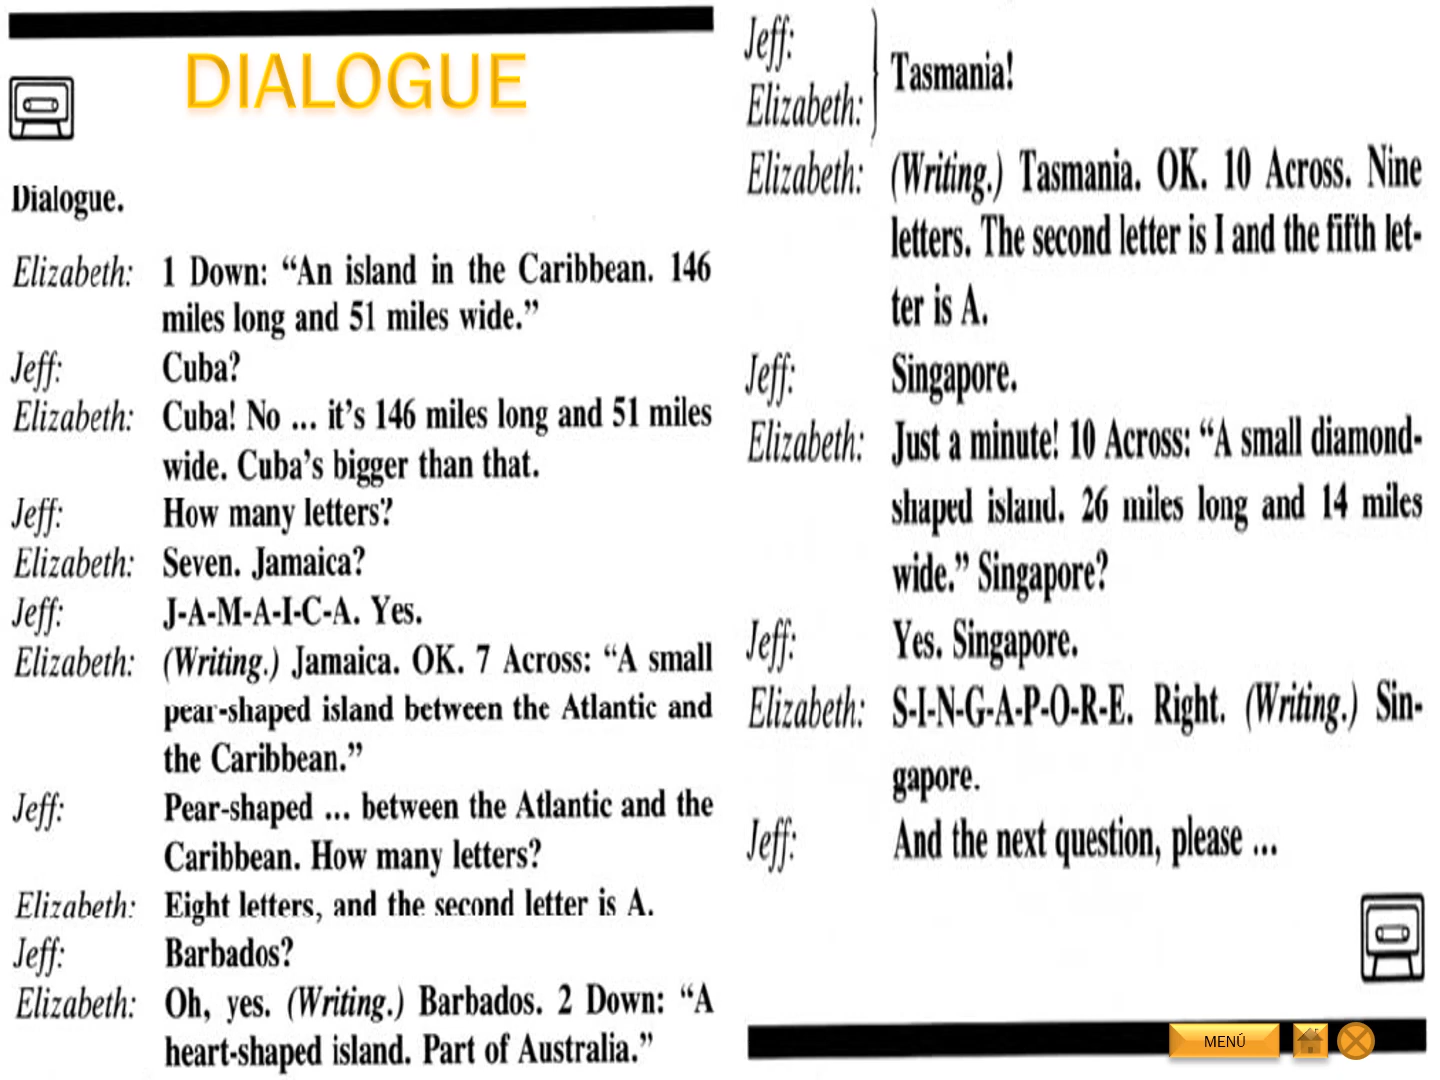 DIALOGUE
Dialogue.
Elizabeth: 1 Down: “An island in the Caribbean. 146
miles long and 51 miles wide.”
Jeff: Cuba?
Elizabeth: Cuba! No ... it’s 146 miles long and 51 miles
wide. Cuba’s bigger than that.
Jeff: How many letters?
Elizabeth: Seven. Jamaica?
Jeff: J-A-M-A-I-C-A. Yes.
Elizabeth: (Writing.) Jamaica. OK. 7 Across: “A small
pear-shaped island between the Atlantic and
the Caribbean.”
Jeff: Pear-shaped ... between the Atlantic and the
Caribbean. How many letters?
Elizabeth: Eight letters, and the second letter is A.
Jeff: Barbados?
Elizabeth: Oh, yes. (Writing.) Barbados. 2 Down: “A
heart-shaped island. Part of Australia.”
Jeff:
Elizabeth: Tasmania!
Elizabeth: (Writing.) Tasmania. OK. 10 Across. Nine
letters. The second letter is I and the fifth let-
ter is A.
Jeff: Singapore.
Elizabeth: Just a minute! 10 Across: “A small diamond-
shaped island. 26 miles long and 14 miles
wide.” Singapore?
Jeff: Yes. Singapore.
Elizabeth: S-I-N-G-A-P-O-R-E. Right. (Writing.) Sin-
gapore.
Jeff: And the next question, please ...
MENÚ